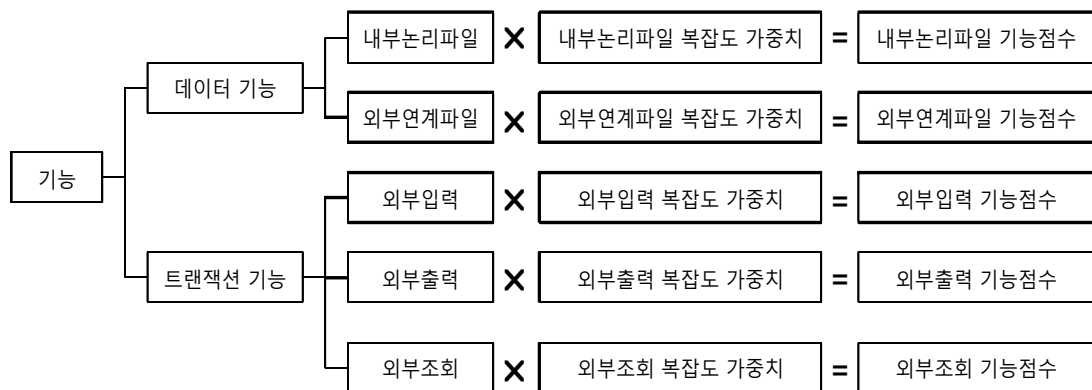 내부논리파일 × 내부논리파일 복잡도 가중치 = 내부논리파일 기능점수
데이터 기능
외부연계파일 × 외부연계파일 복잡도 가중치 = 외부연계파일 기능점수
기능
외부입력 × 외부입력 복잡도 가중치 = 외부입력 기능점수
트랜잭션 기능
외부출력 × 외부출력 복잡도 가중치 = 외부출력 기능점수
외부조회 × 외부조회 복잡도 가중치 = 외부조회 기능점수